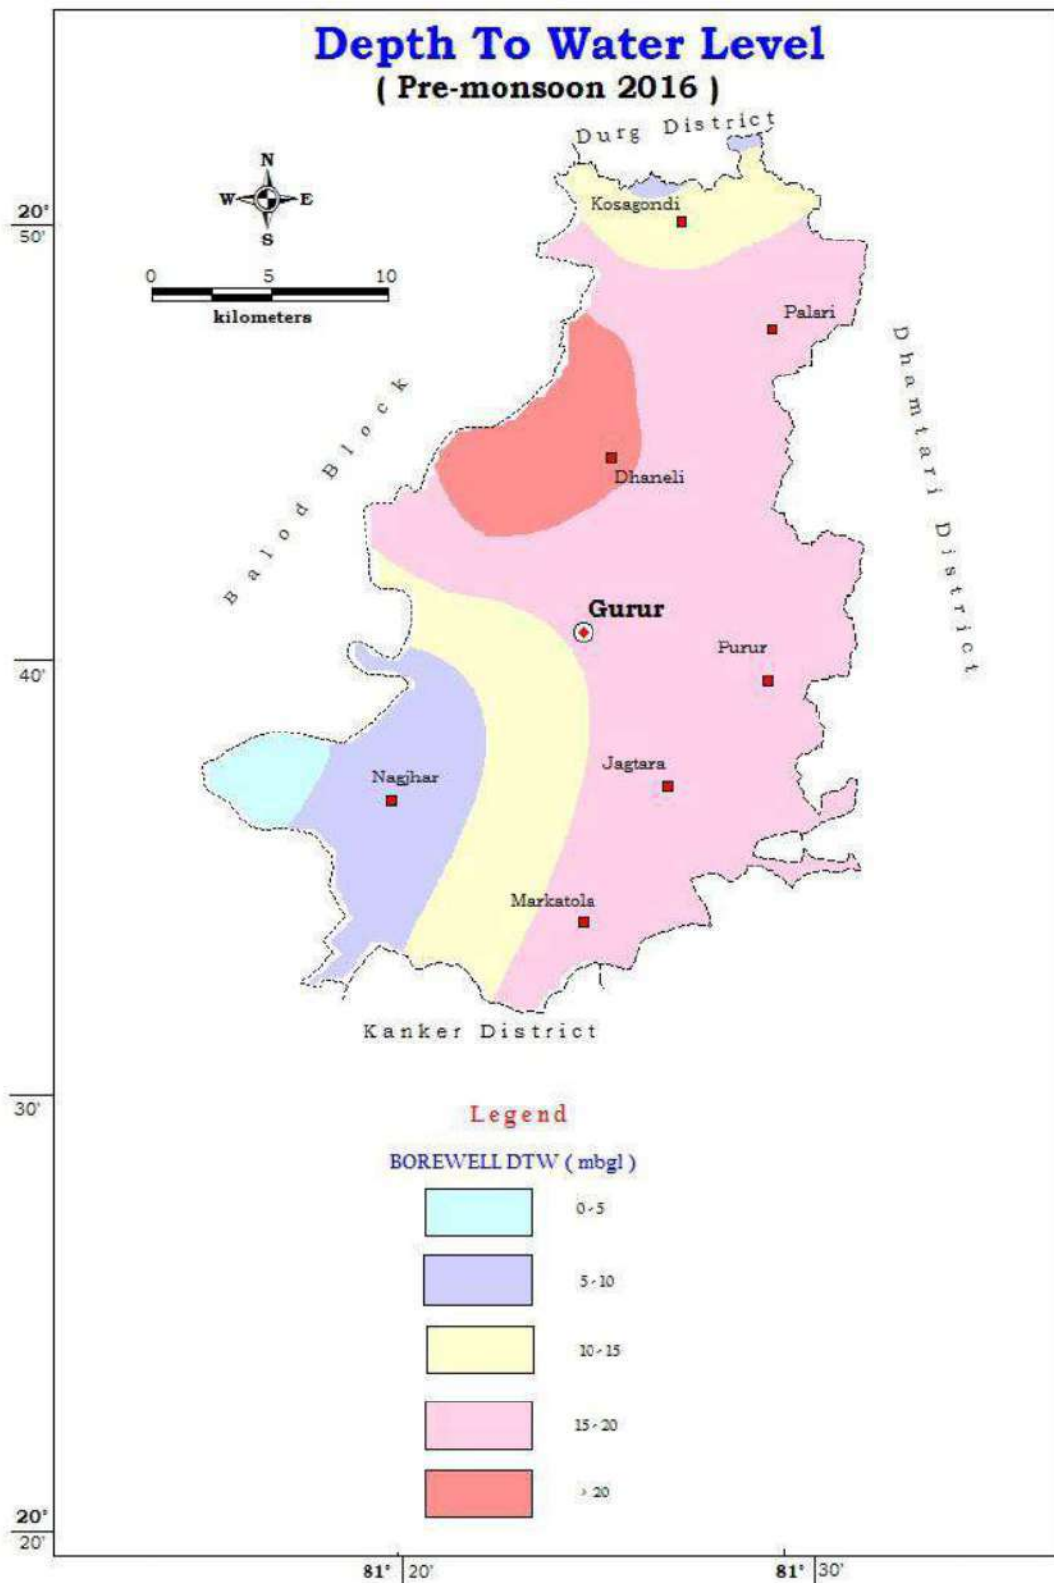 Depth To Water Level
( Pre-monsoon 2016 )
Durg District
N
W E
S
20°
50'
Kosagondi
0 5 10
kilometers
Palari
Dhamtari District
Balod Block
Dhaneli
Gurur
40'
Purur
Jagtara
Nagjhar
Markatola
Kanker District
30'
Legend
BOREWELL DTW ( mbgl )
0 - 5
5 - 10
10 - 15
15 - 20
> 20
20°
20'
81° 20' 81° 30'